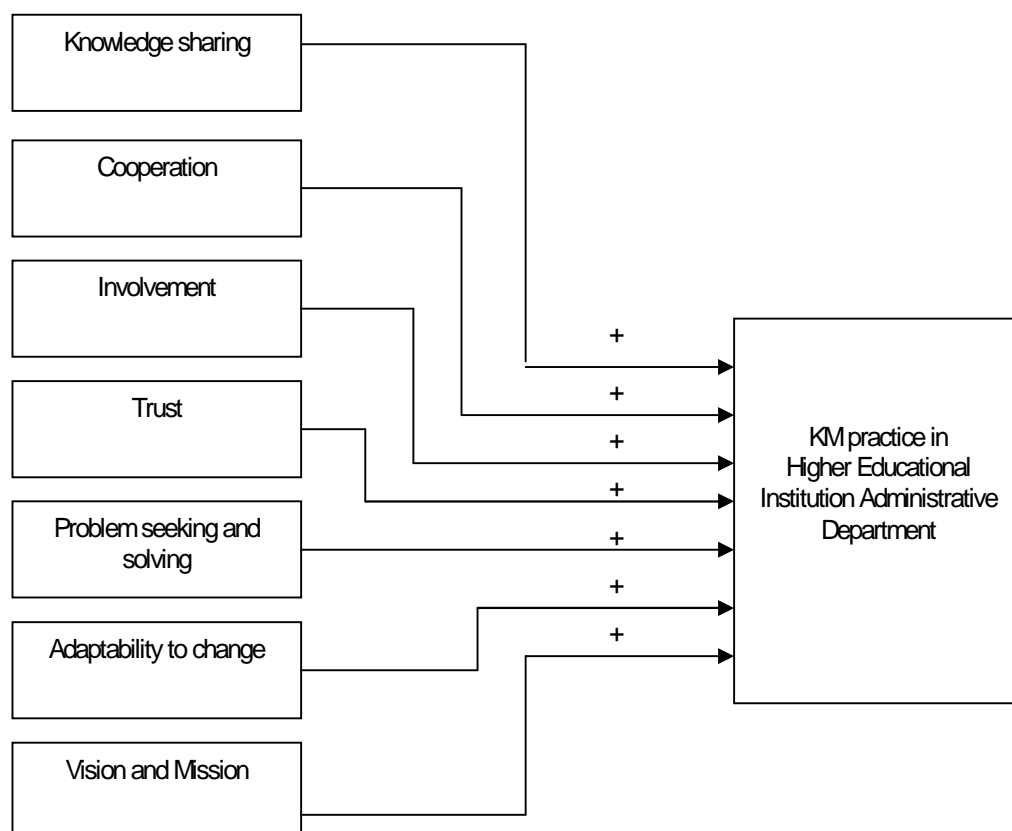 Knowledge sharing
Cooperation
Involvement
Trust
Problem seeking and
solving
Adaptability to change
Vision and Mission
+
+
+
+
+
+
+
KM practice in
Higher Educational
Institution Administrative
Department